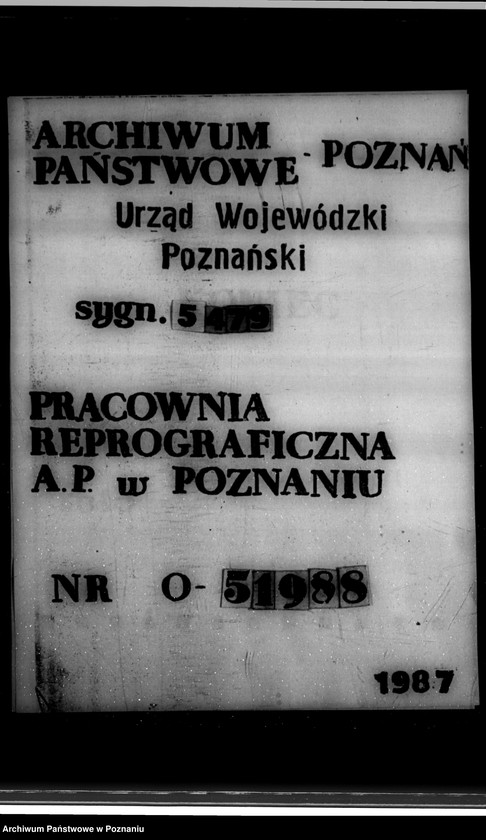 ARCHIWUM
PAŃSTWOWE - POZNAŃ
Urząd Wojewódzki
Poznański
sygn. 5479
PRACOWNIA
REPROGRAFICZNA
A.P. w POZNANIU
NR O-51988
1987
Archiwum Państwowe w Poznaniu